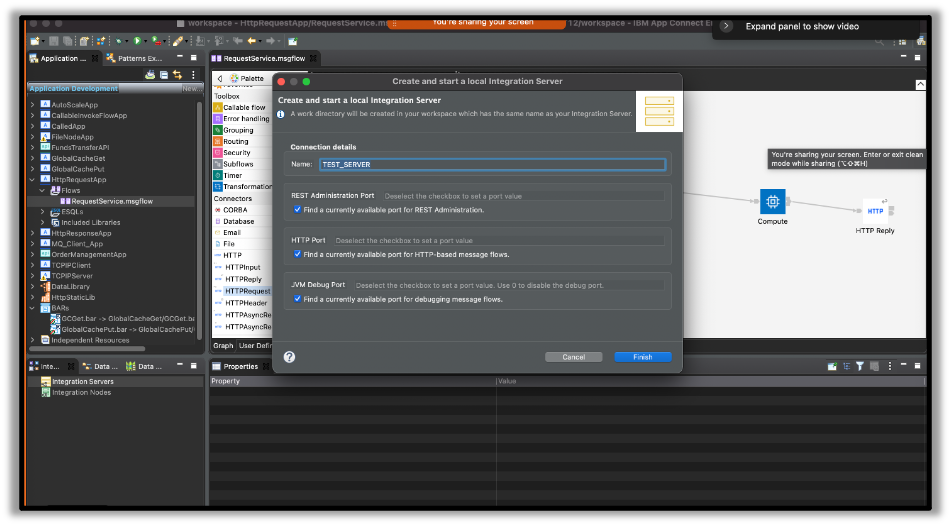 workspace - HttpRequestApp/RequestService.ms
You're sharing your screen
12/workspace - IBM App Connect E
Expand panel to show video
Application ...
Patterns Ex...
RequestService.msgflow
Application Development
New...
AutoScaleApp
CallableInvokeFlowApp
CalledApp
FileNodeApp
FundsTransferAPI
GlobalCacheGet
GlobalCachePut
HttpRequestApp
Flows
RequestService.msgflow
ESQLs
Included Libraries
HttpResponseApp
MQ_Client_App
OrderManagementApp
TCPIPClient
TCPIPServer
DataLibrary
HttpStaticLib
BARs
GCGet.bar -> GlobalCacheGet/GCGet.ba
GlobalCachePut.bar -> GlobalCachePut/
Independent Resources
Palette
Favorites
Toolbox
Callable flow
Error handling
Grouping
Routing
Security
Subflows
Timer
Transformation
Connectors
CORBA
Database
Email
File
HTTP
HTTPInput
HTTPReply
HTTPRequest
HTTPHeader
HTTPAsyncRe
HTTPAsyncRe
Graph
User Defi
Create and start a local Integration Server
Create and start a local Integration Server
A work directory will be created in your workspace which has the same name as your Integration Server.
Connection details
Name:
TEST_SERVER
REST Administration Port
Deselect the checkbox to set a port value
Find a currently available port for REST Administration.
HTTP Port
Deselect the checkbox to set a port value
Find a currently available port for HTTP-based message flows.
JVM Debug Port
Deselect the checkbox to set a port value. Use 0 to disable the debug port.
Find a currently available port for debugging message flows.
?
Cancel
Finish
You're sharing your screen. Enter or exit clean
mode while sharing (⌥⇧⌘H)
Compute
HTTP
HTTP Reply
Inte...
Data ...
Data ...
Integration Servers
Integration Nodes
Properties
Property
Value